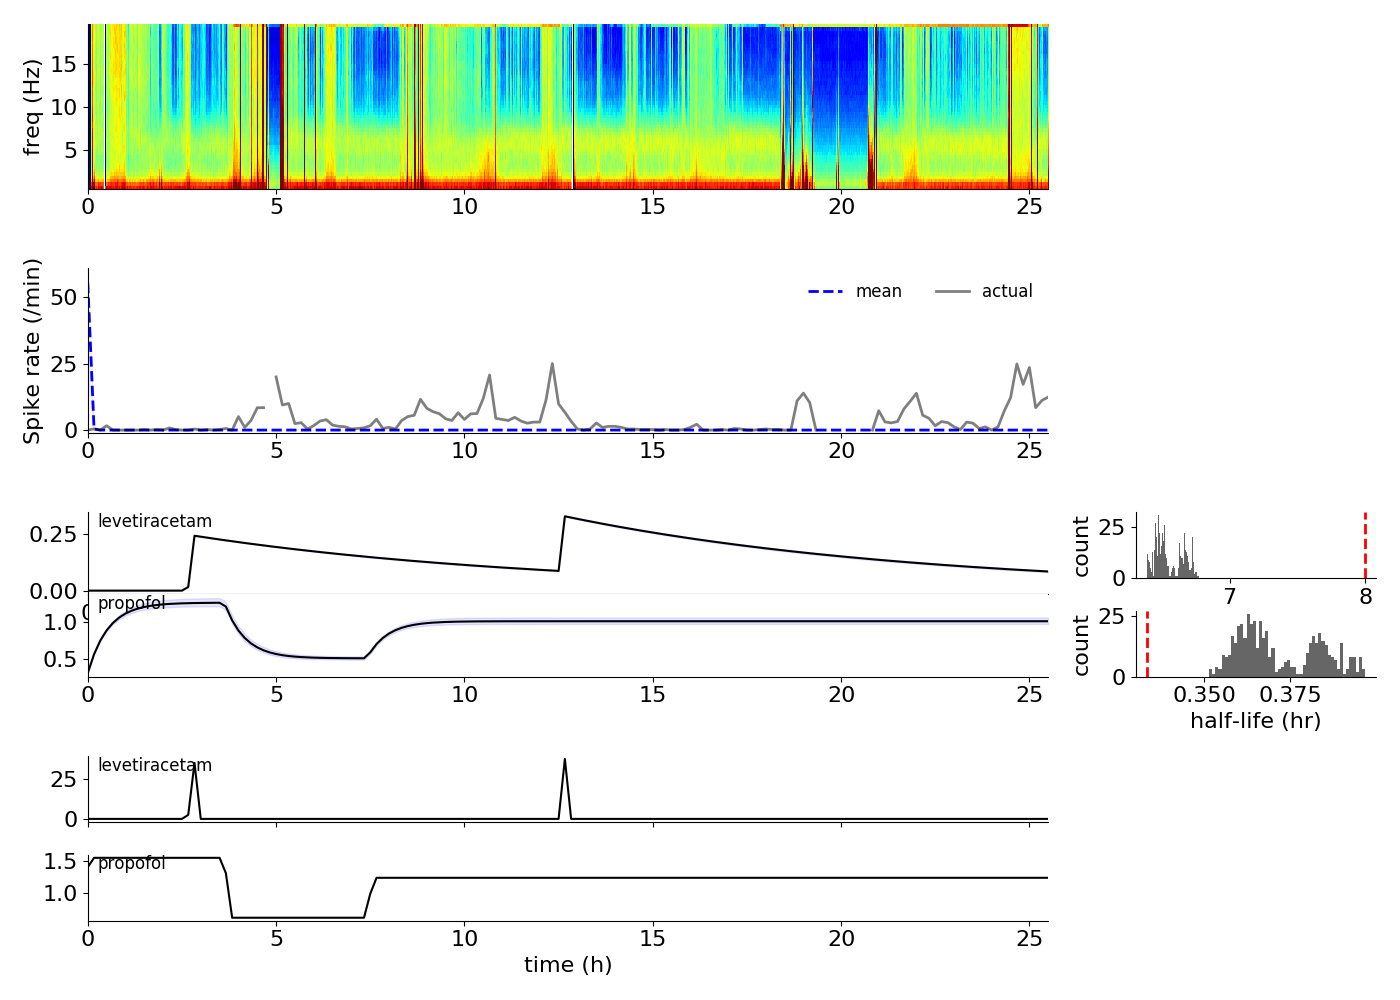 freq (Hz)
15
10
5
0 5 10 15 20 25
Spike rate (/min)
50
25
0
mean actual
0 5 10 15 20 25
levetiracetam
0.25
0.00
count
25
0
7 8
propofol
1.0
0.5
0 5 10 15 20 25
count
25
0
0.350 0.375
half-life (hr)
levetiracetam
25
0
propofol
1.5
1.0
0 5 10 15 20 25
time (h)